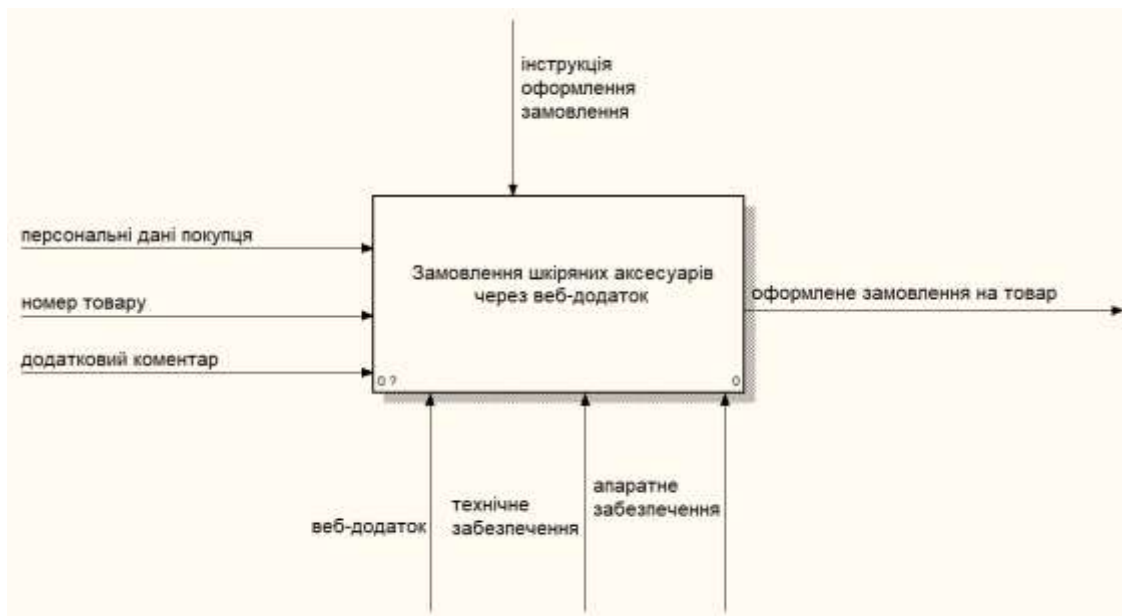 інструкція
оформлення
замовлення
персональні дані покупця
Замовлення шкіряних аксесуарів
через веб-додаток
оформлене замовлення на товар
номер товару
додатковий коментар
0 ?
0
веб-додаток
технічне
забезпечення
апаратне
забезпечення